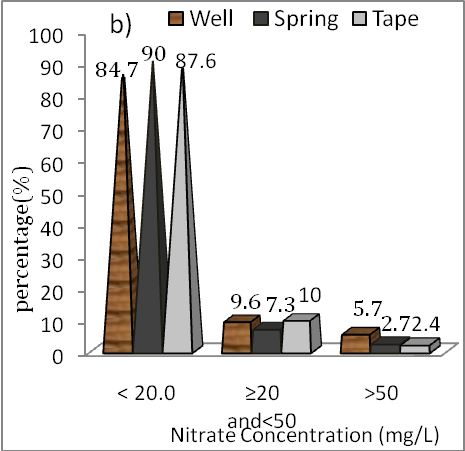 b) Well Spring Tape
percentage(%)
100
90
80
70
60
50
40
30
20
10
0
84.7 90 87.6
9.6 7.3 10
5.7 2.7 2.4
< 20.0 ≥20 >50
and<50
Nitrate Concentration (mg/L)